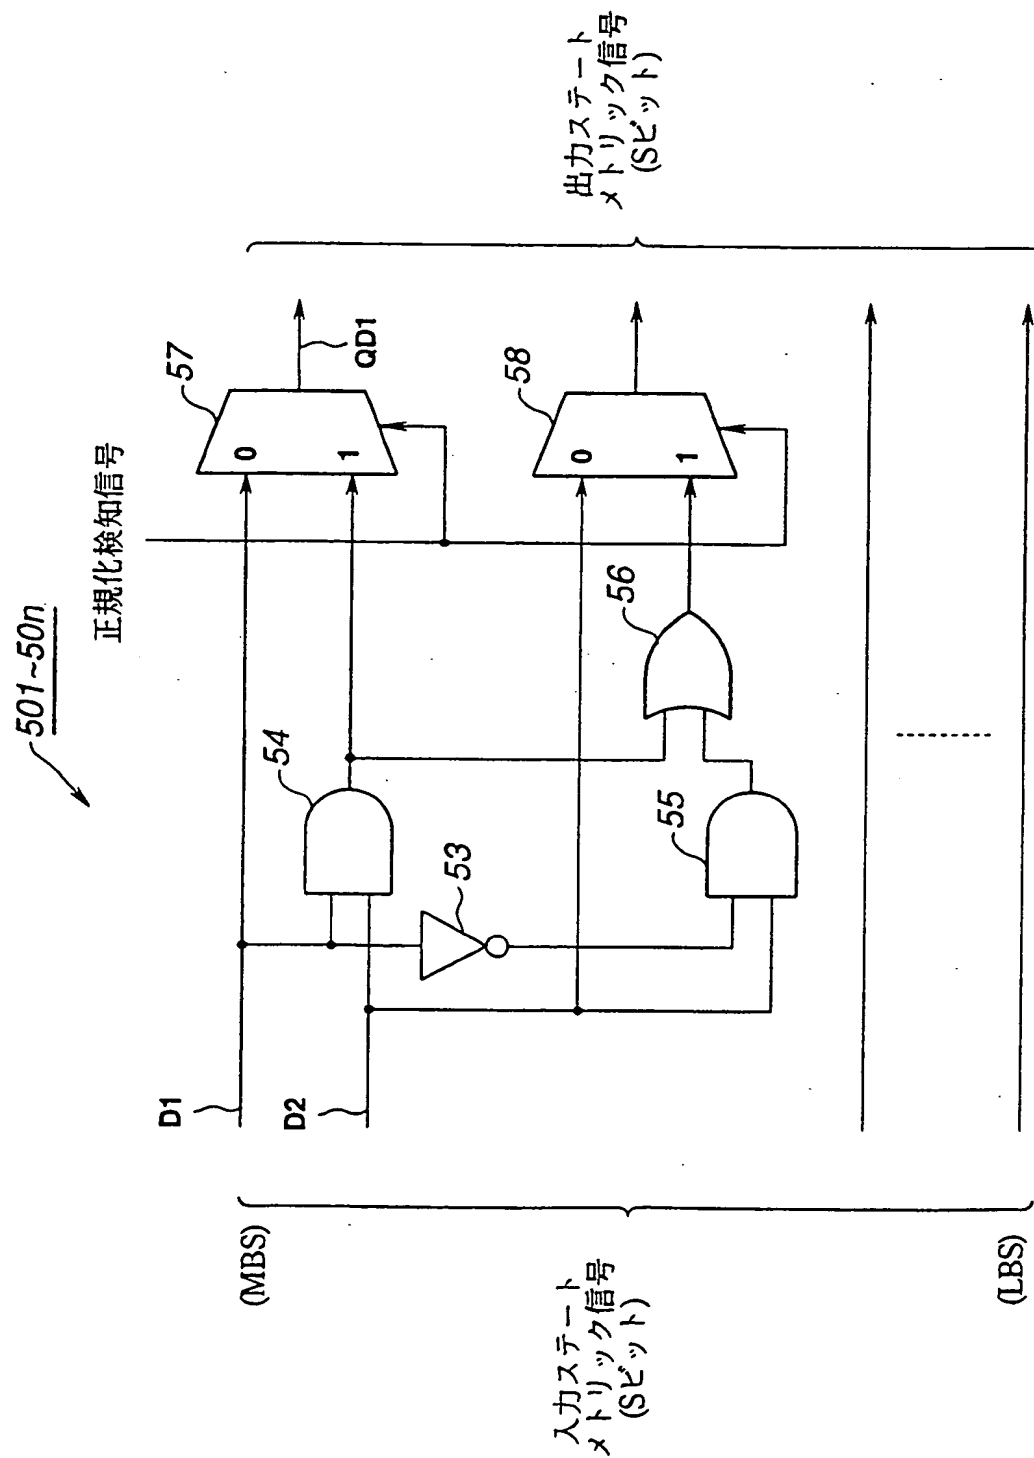 501~50n
正規化検知信号
57
0
1
QD1
54
D1
D2
53
56
58
0
1
55
(MBS)
(LBS)
入力ステート
メトリック信号
(Sビット)
出力ステート
メトリック信号
(Sビット)